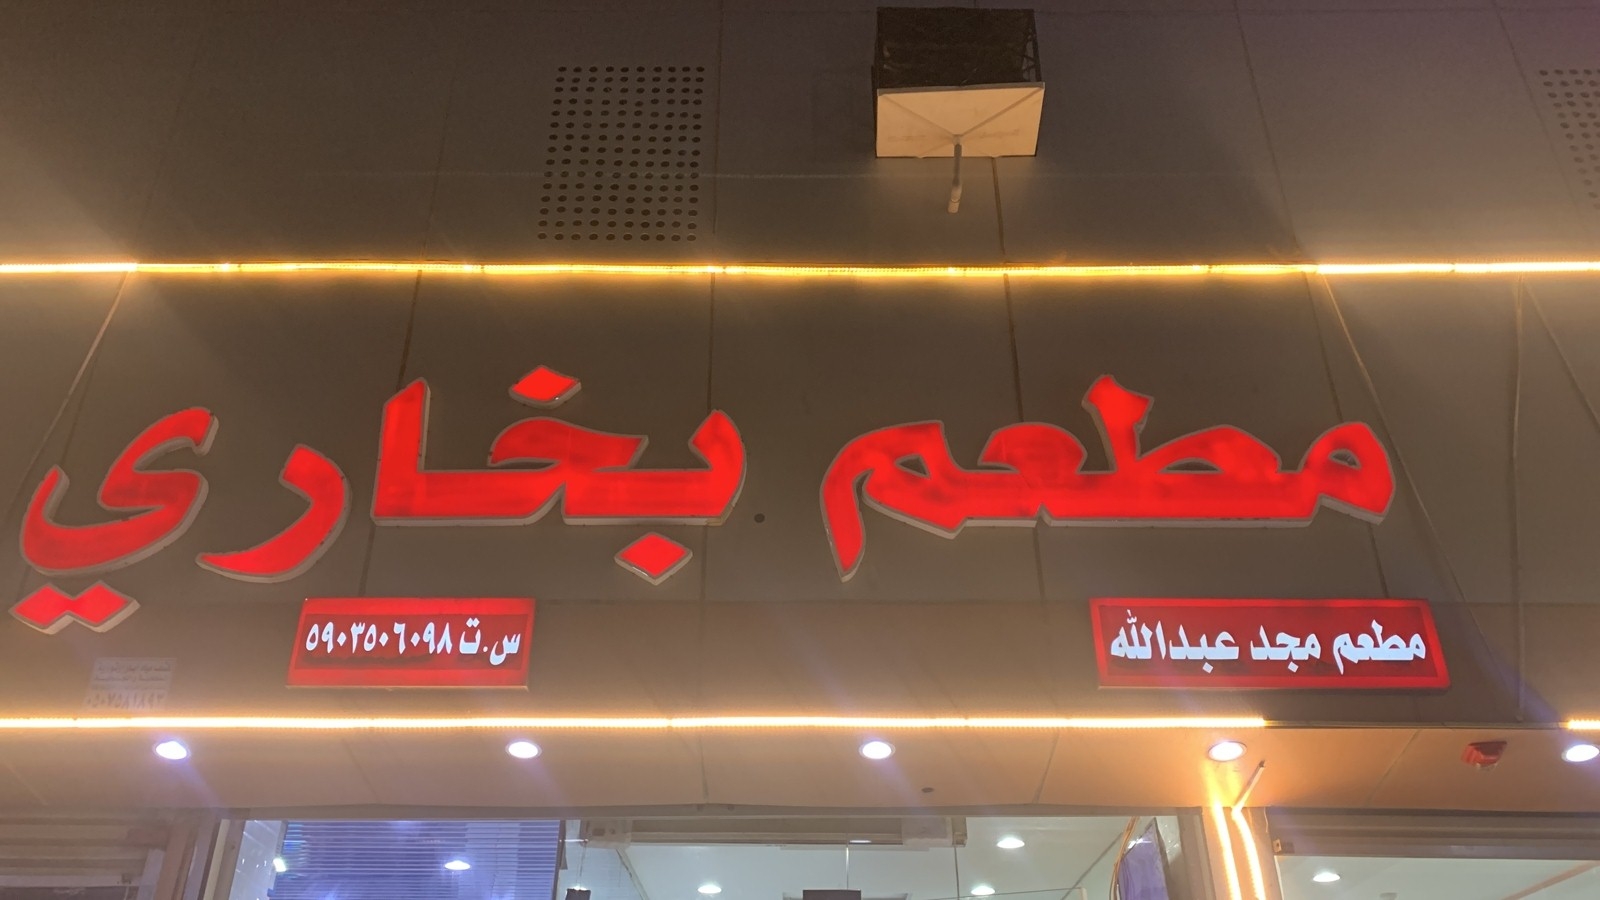 مطعم بخاري
مطعم مجد عبدالله
س.ت ٥٩٠٣٥٠٦٠٩٨